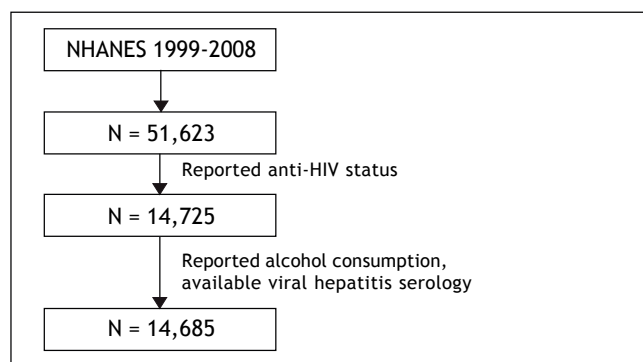 NHANES 1999-2008
N = 51,623
Reported anti-HIV status
N = 14,725
Reported alcohol consumption,
available viral hepatitis serology
N = 14,685